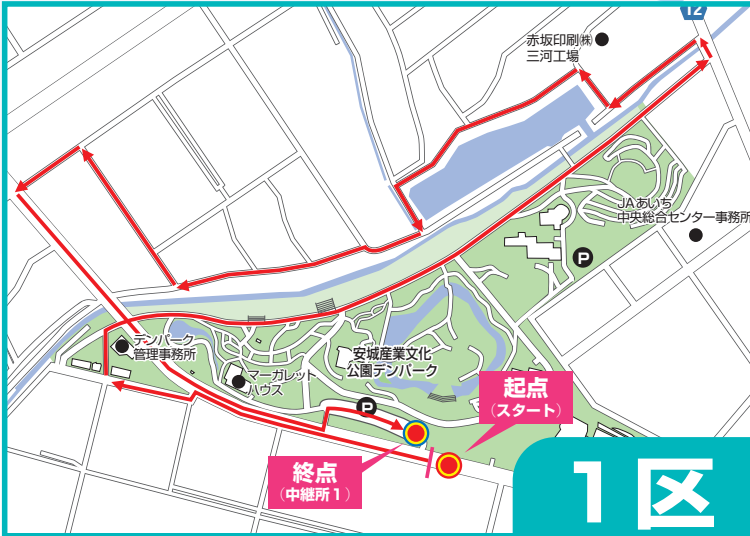 12
赤坂印刷㈱
三河工場
JAあいち
中央総合センター事務所
P
デンパーク
管理事務所
マーガレット
ハウス
安城産業文化
公園デンパーク
P
起点
(スタート)
終点
(中継所1)
1区